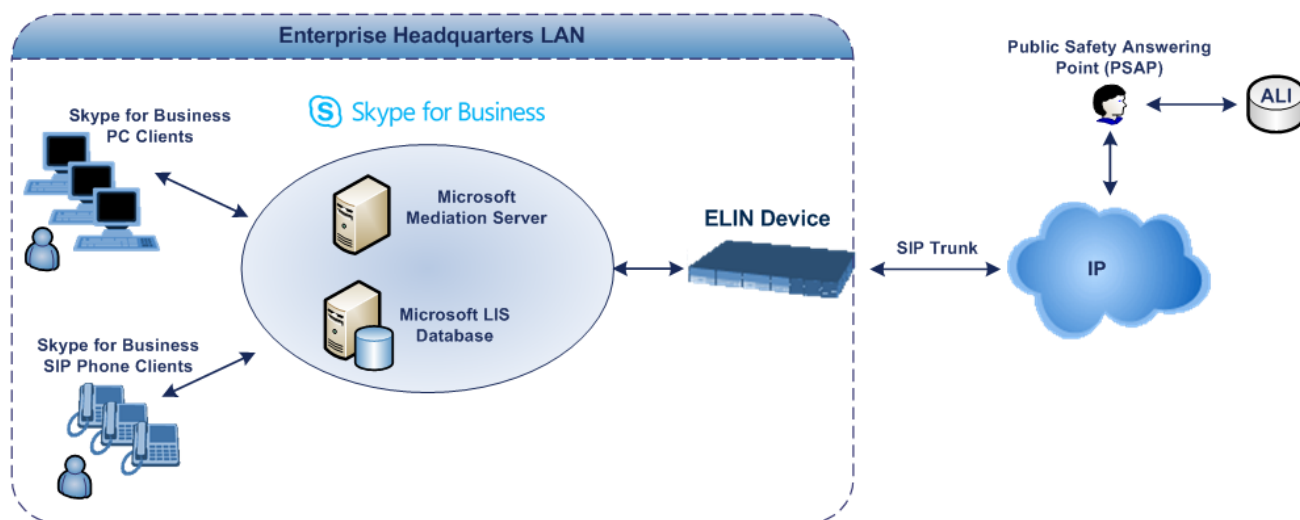 Enterprise Headquarters LAN
Skype for Business
PC Clients
S Skype for Business
Microsoft
Mediation Server
Microsoft LIS
Database
Skype for Business
SIP Phone Clients
ELIN Device
SIP Trunk
Public Safety Answering
Point (PSAP)
ALI
IP